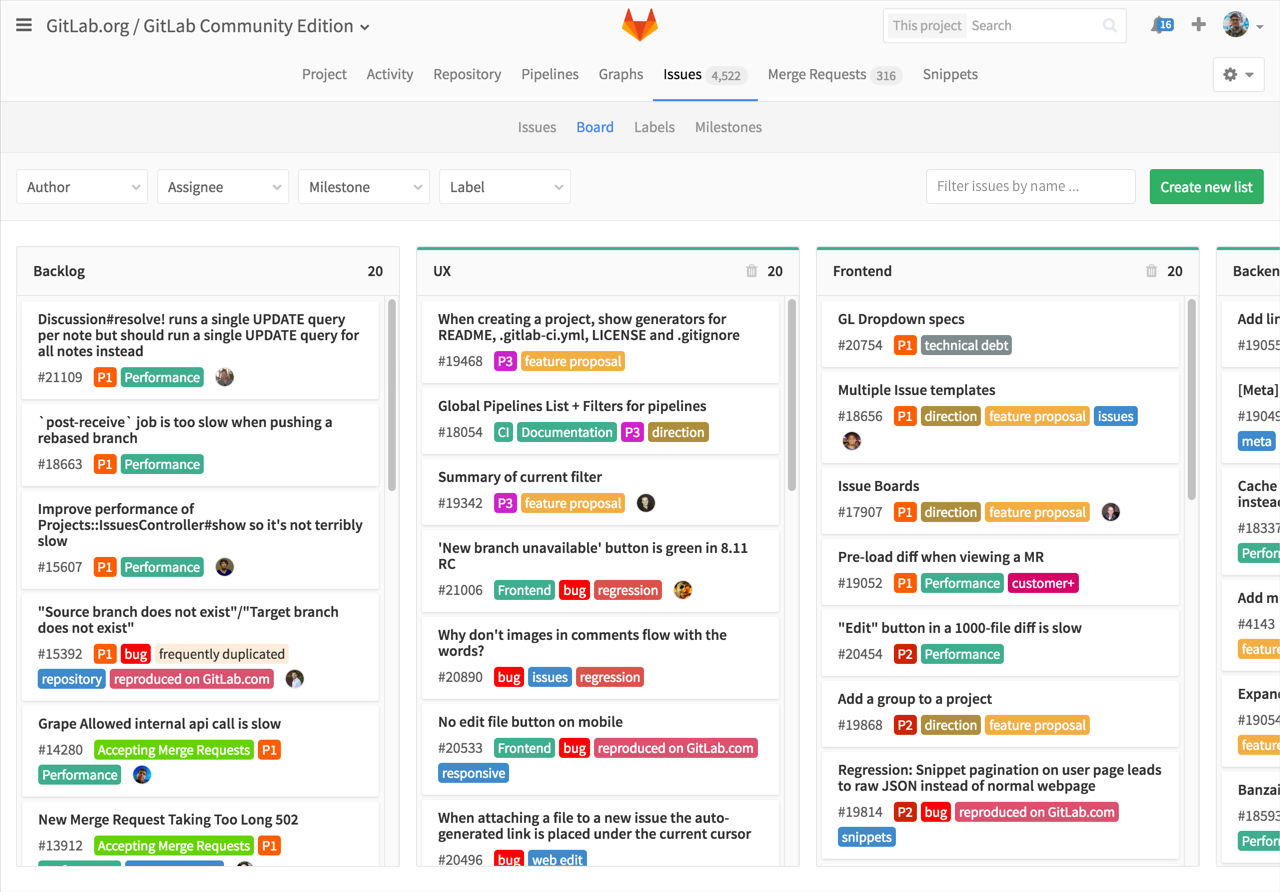 GitLab.org / GitLab Community Edition
This project Search
16
Project Activity Repository Pipelines Graphs Issues 4,522 Merge Requests 316 Snippets
Issues Board Labels Milestones
Author Assignee Milestone Label Filter issues by name ... Create new list
Backlog 20
Discussion#resolve! runs a single UPDATE query
per note but should run a single UPDATE query for
all notes instead
#21109 P1 Performance
`post-receive` job is too slow when pushing a
rebased branch
#18663 P1 Performance
Improve performance of
Projects::IssuesController#show so it's not terribly
slow
#15607 P1 Performance
"Source branch does not exist"/"Target branch
does not exist"
#15392 P1 bug frequently duplicated
repository reproduced on GitLab.com
Grape Allowed internal api call is slow
#14280 Accepting Merge Requests P1
Performance
New Merge Request Taking Too Long 502
#13912 Accepting Merge Requests P1
UX 20
When creating a project, show generators for
README, .gitlab-ci.yml, LICENSE and .gitignore
#19468 P3 feature proposal
Global Pipelines List + Filters for pipelines
#18054 CI Documentation P3 direction
Summary of current filter
#19342 P3 feature proposal
'New branch unavailable' button is green in 8.11
RC
#21006 Frontend bug regression
Why don't images in comments flow with the
words?
#20890 bug issues regression
No edit file button on mobile
#20533 Frontend bug reproduced on GitLab.com
responsive
When attaching a file to a new issue the auto-
generated link is placed under the current cursor
#20496 bug web edit
Frontend 20
GL Dropdown specs
#20754 P1 technical debt
Multiple Issue templates
#18656 P1 direction feature proposal issues
Issue Boards
#17907 P1 direction feature proposal
Pre-load diff when viewing a MR
#19052 P1 Performance customer+
"Edit" button in a 1000-file diff is slow
#20454 P2 Performance
Add a group to a project
#19868 P2 direction feature proposal
Regression: Snippet pagination on user page leads
to raw JSON instead of normal webpage
#19814 P2 bug reproduced on GitLab.com
snippets
Backen
Add lin
#19055
[Meta]
#19049
meta
Cache
instea
#18337
Perfor
Add m
#4143
feature
Expan
#19054
feature
Banzai
#18593
Perfor